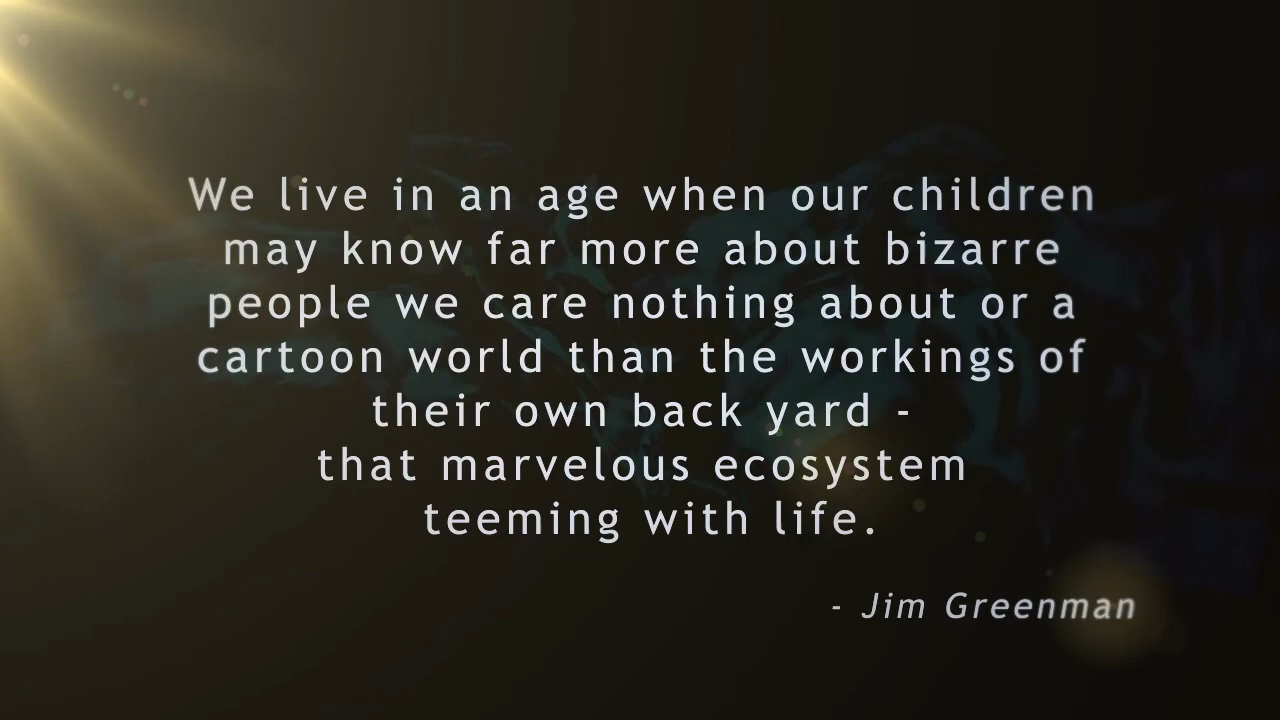 We live in an age when our children
may know far more about bizarre
people we care nothing about or a
cartoon world than the workings of
their own back yard -
that marvelous ecosystem
teeming with life.
- Jim Greenman